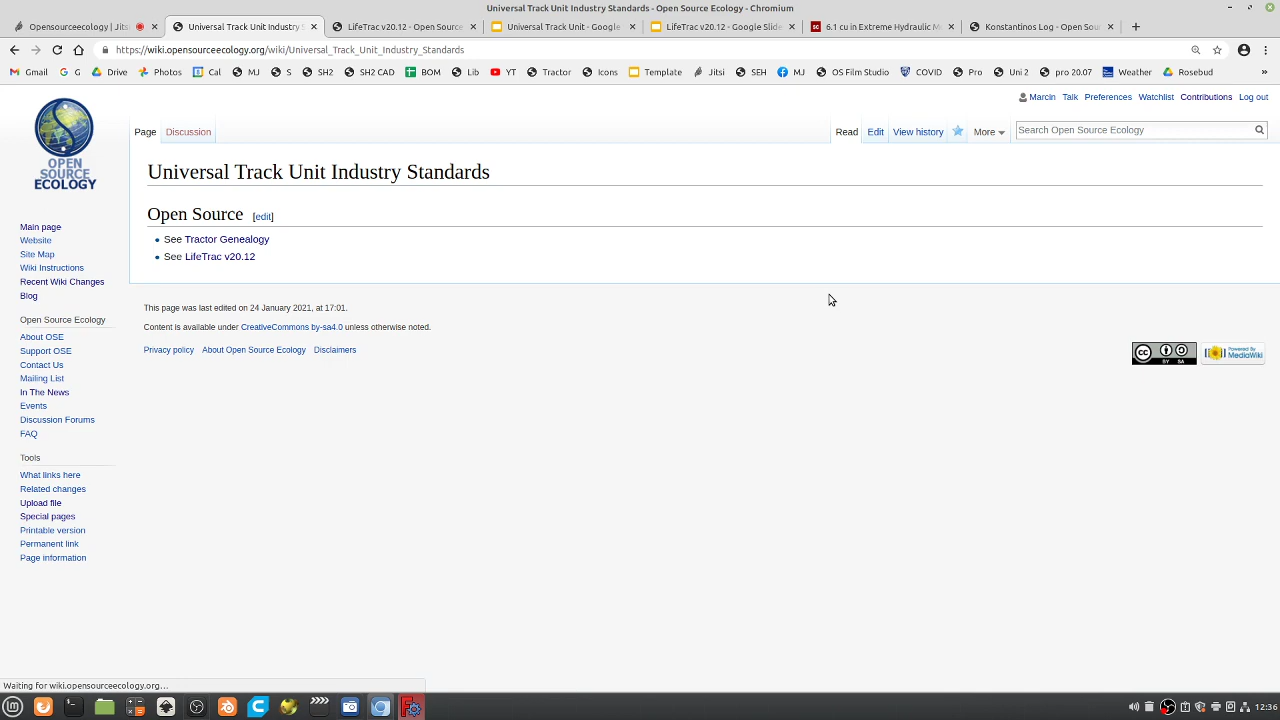 Universal Track Unit Industry Standards - Open Source Ecology - Chromium
Opensourceecology | Jitsi
Universal Track Unit Industry S
LifeTrac v20.12 - Open Source
Universal Track Unit - Google
LifeTrac v20.12 - Google Slide
6.1 cu in Extreme Hydraulic M
Konstantinos Log - Open Sou
https://wiki.opensourceecology.org/wiki/Universal_Track_Unit_Industry_Standards
Gmail G Drive Photos Cal MJ S SH2 SH2 CAD BOM Lib YT Tractor Icons Template Jitsi SEH MJ OS Film Studio COVID Pro Uni 2 pro 20.07 Weather Rosebud »
Marcin Talk Preferences Watchlist Contributions Log out
Page Discussion Read Edit View history More Search Open Source Ecology
OPEN
SOURCE
ECOLOGY
Universal Track Unit Industry Standards
Open Source [edit]
See Tractor Genealogy
See LifeTrac v20.12
This page was last edited on 24 January 2021, at 17:01.
Content is available under CreativeCommons by-sa4.0 unless otherwise noted.
Privacy policy About Open Source Ecology Disclaimers
cc BY SA
Powered By
MediaWiki
Main page
Website
Site Map
Wiki Instructions
Recent Wiki Changes
Blog
Open Source Ecology
About OSE
Support OSE
Contact Us
Mailing List
In The News
Events
Discussion Forums
FAQ
Tools
What links here
Related changes
Upload file
Special pages
Printable version
Permanent link
Page information
Waiting for wiki.opensourceecology.org...
12:36